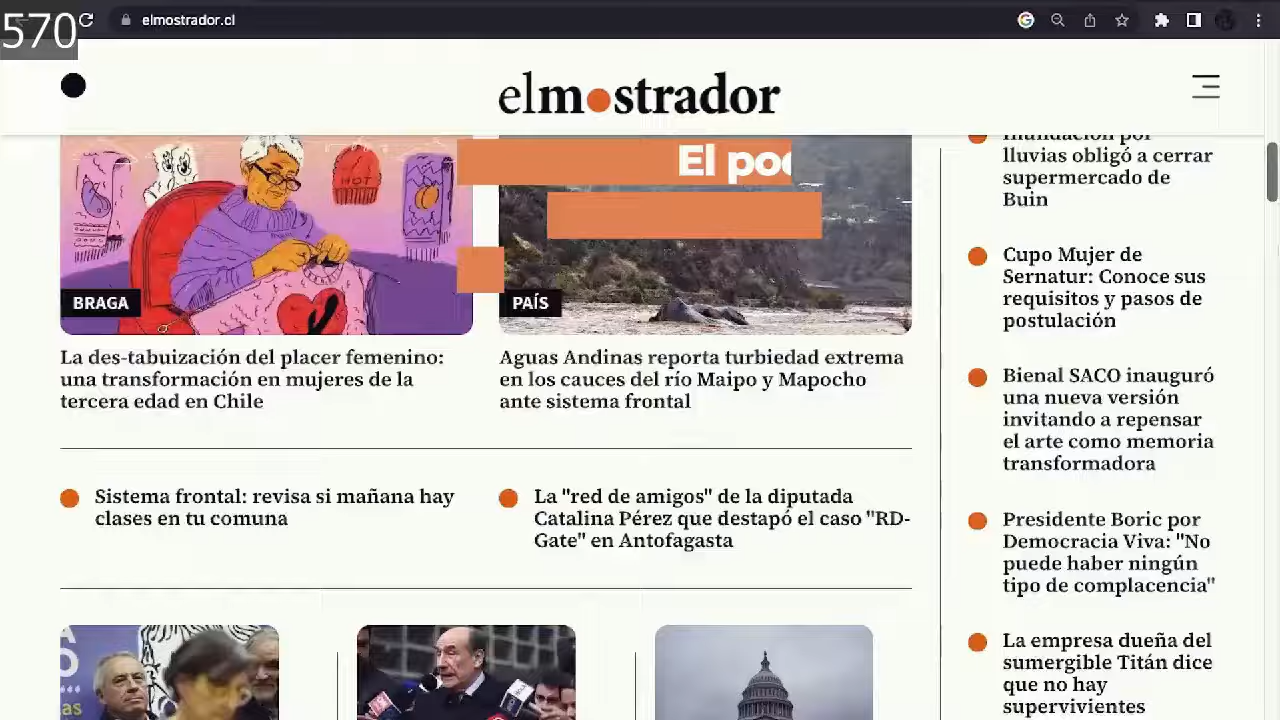 570
elmostrador.cl
elmostrador
El po
HOT
BRAGA
PAÍS
La des-tabuización del placer femenino:
una transformación en mujeres de la
tercera edad en Chile
Aguas Andinas reporta turbiedad extrema
en los cauces del río Maipo y Mapocho
ante sistema frontal
Sistema frontal: revisa si mañana hay
clases en tu comuna
La "red de amigos" de la diputada
Catalina Pérez que destapó el caso "RD-
Gate" en Antofagasta
Inundación por
lluvias obligó a cerrar
supermercado de
Buin
Cupo Mujer de
Sernatur: Conoce sus
requisitos y pasos de
postulación
Bienal SACO inauguró
una nueva versión
invitando a repensar
el arte como memoria
transformadora
Presidente Boric por
Democracia Viva: "No
puede haber ningún
tipo de complacencia"
La empresa dueña del
sumergible Titán dice
que no hay
supervivientes